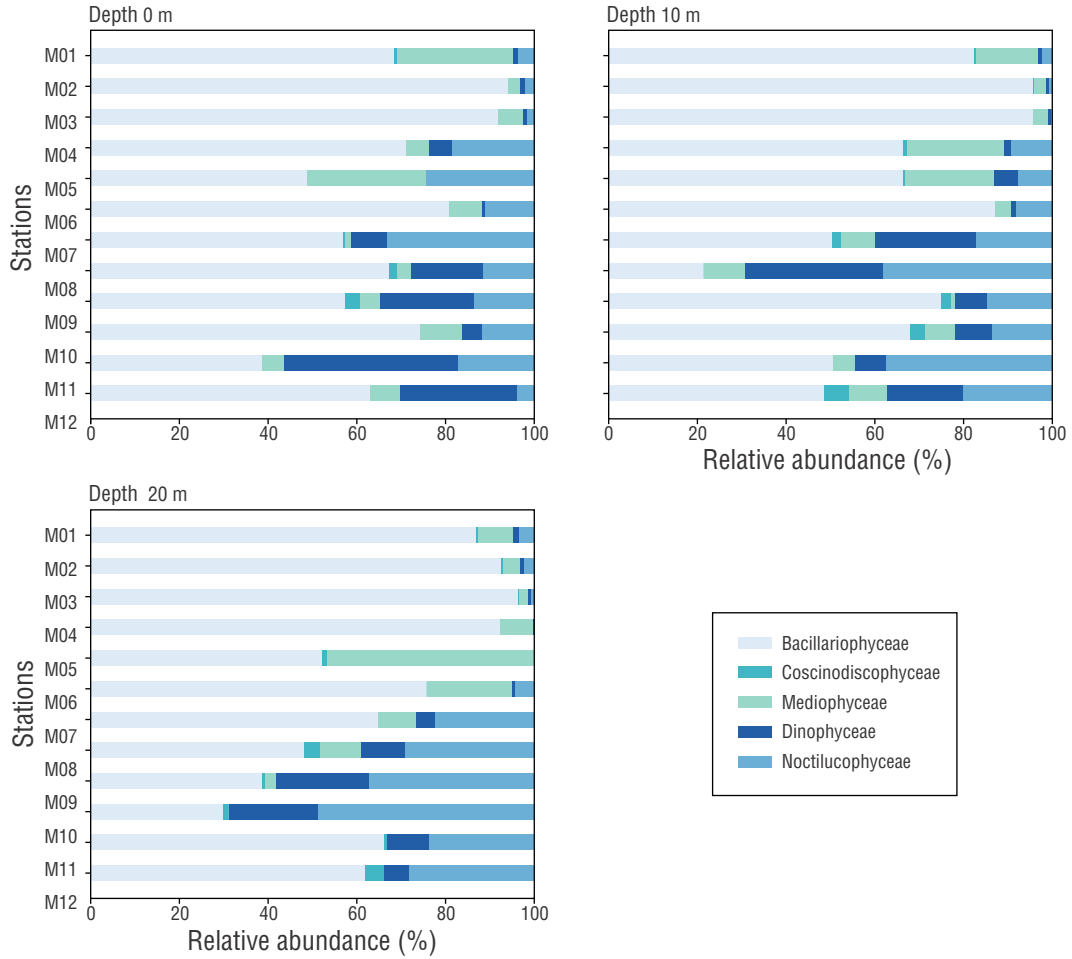 Depth 0 m
Depth 10 m
M01
M02
M03
M04
M05
M06
M07
M08
M09
M10
M11
M12
Stations
0 20 40 60 80 100
0 20 40 60 80 100
Relative abundance (%)
Depth 20 m
M01
M02
M03
M04
M05
M06
M07
M08
M09
M10
M11
M12
Stations
0 20 40 60 80 100
Relative abundance (%)
Bacillariophyceae
Coscinodiscophyceae
Mediophyceae
Dinophyceae
Noctilucophyceae